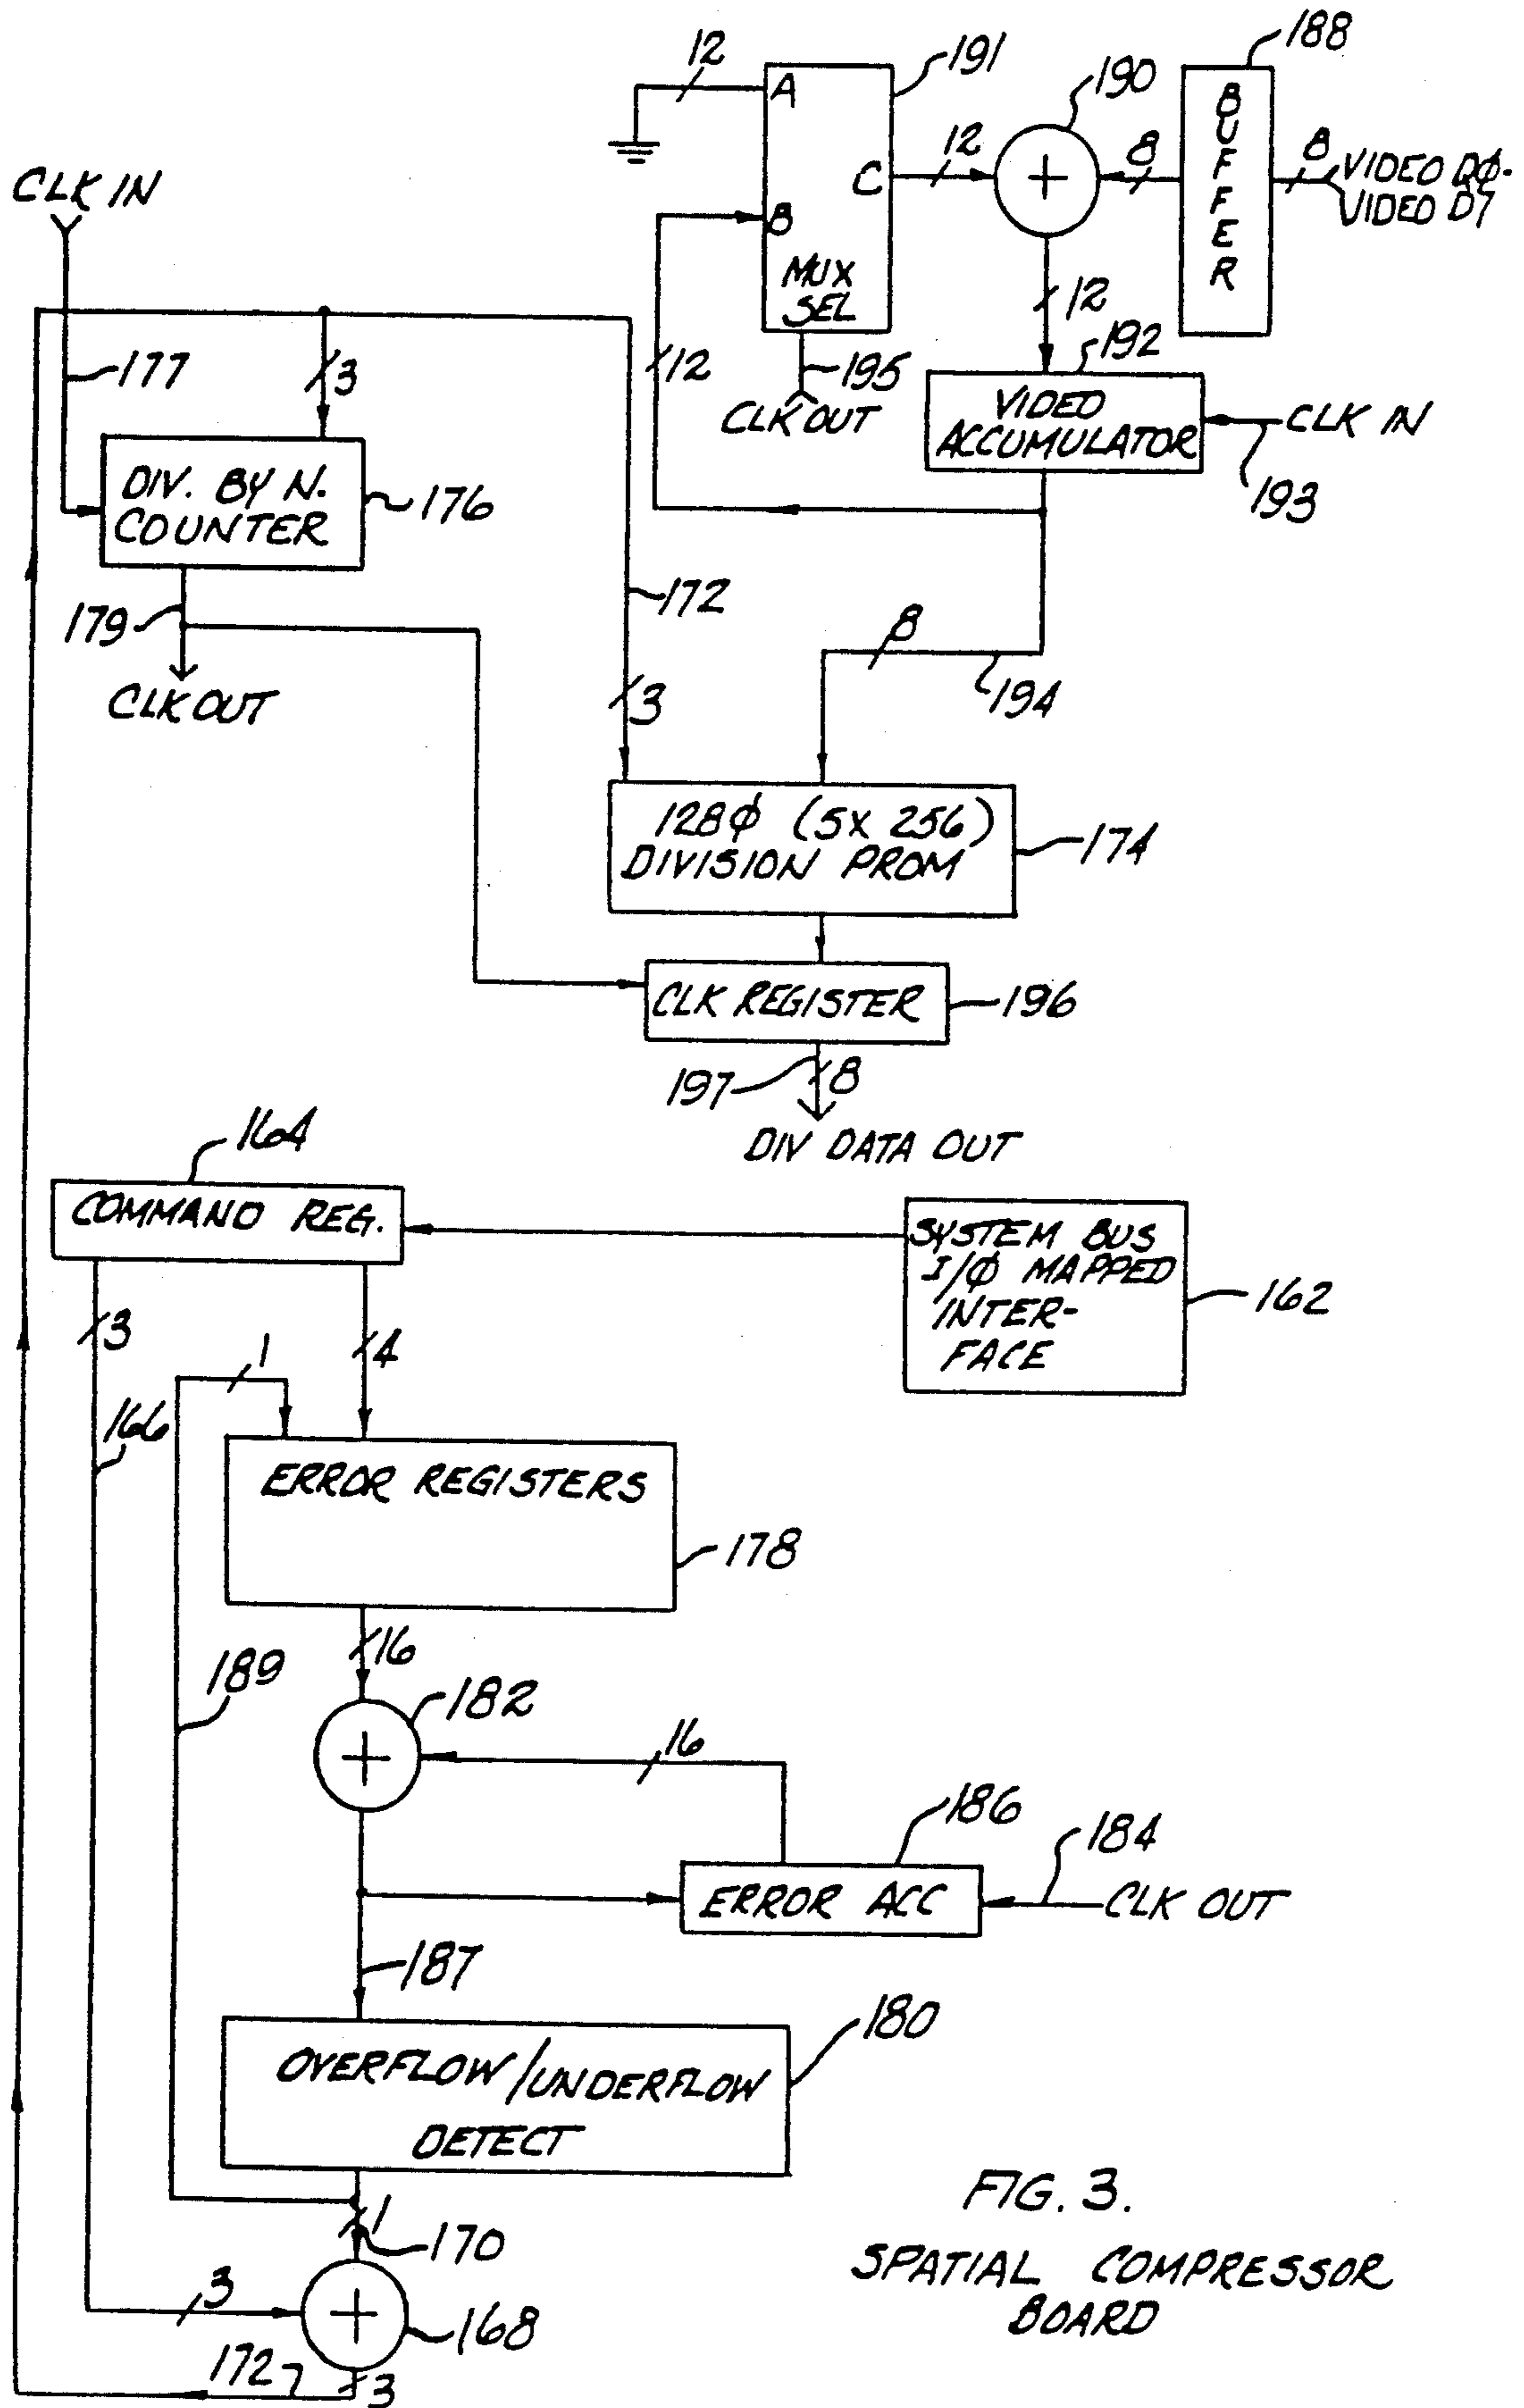 12
191
188
190
A
C
B
MUX
SEL
12
8
BUFFER
8
VIDEO DØ-
VIDEO D7
CLK IN
177
3
12
195
CLK OUT
12
192
VIDEO
ACCUMULATOR
CLK IN
193
DIV. BY N.
COUNTER
176
179
CLK OUT
172
3
8
194
128Ø (5X 256)
DIVISION PROM
174
CLK REGISTER
196
197
8
DIV DATA OUT
164
COMMAND REG.
SYSTEM BUS
I/Ø MAPPED
INTER-
FACE
162
3
4
1
166
ERROR REGISTERS
178
16
189
182
16
186
184
ERROR ACC
CLK OUT
187
180
OVERFLOW/UNDERFLOW
DETECT
1
170
3
168
172
3
FIG. 3.
SPATIAL COMPRESSOR
BOARD